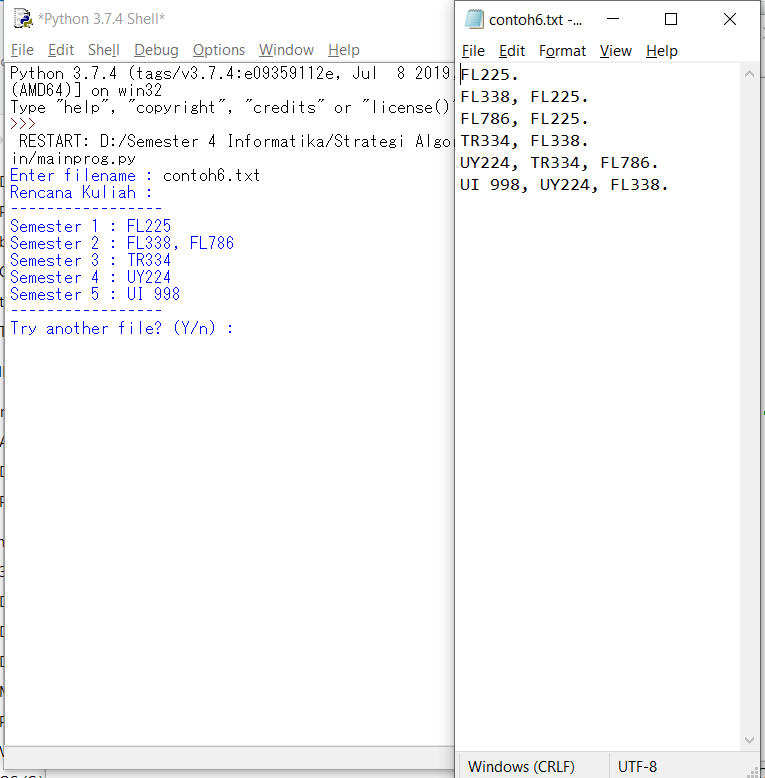 *Python 3.7.4 Shell*
File Edit Shell Debug Options Window Help
Python 3.7.4 (tags/v3.7.4:e09359112e, Jul 8 2019,
(AMD64)] on win32
Type "help", "copyright", "credits" or "license()"
>>>
RESTART: D:/Semester 4 Informatika/Strategi Algo
in/mainprog.py
Enter filename : contoh6.txt
Rencana Kuliah :
-----------------
Semester 1 : FL225
Semester 2 : FL338, FL786
Semester 3 : TR334
Semester 4 : UY224
Semester 5 : UI 998
-----------------
Try another file? (Y/n) :
contoh6.txt -...
File Edit Format View Help
FL225.
FL338, FL225.
FL786, FL225.
TR334, FL338.
UY224, TR334, FL786.
UI 998, UY224, FL338.
Windows (CRLF) UTF-8